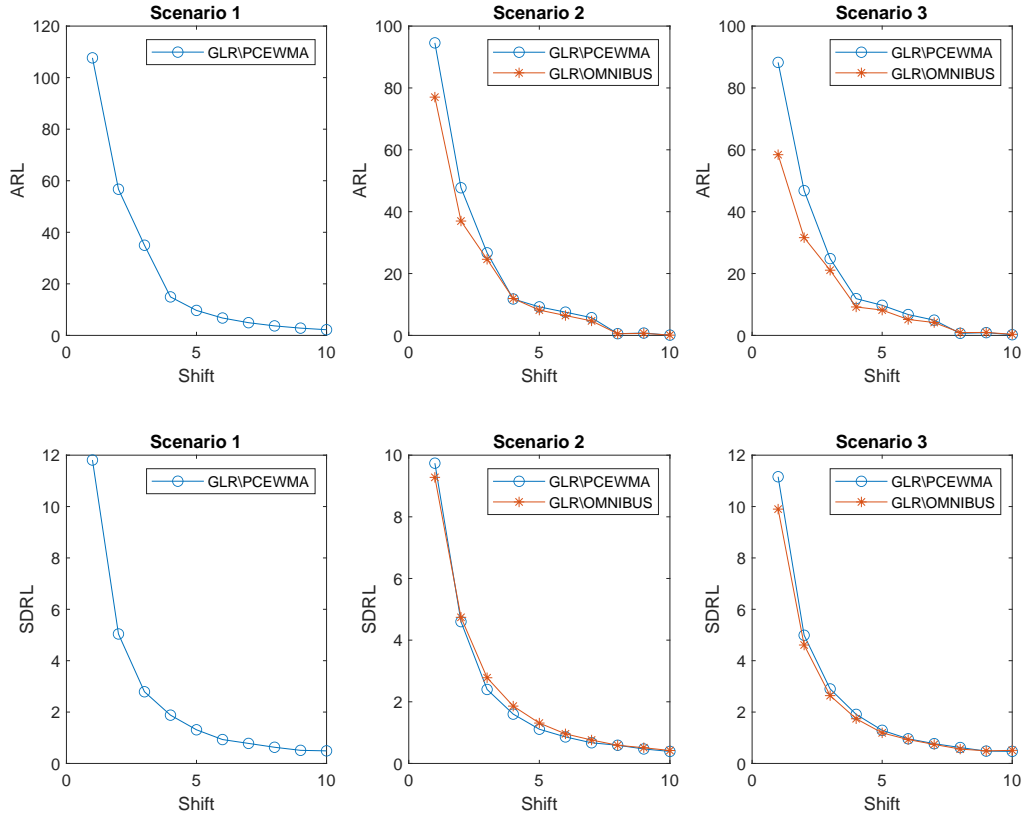 Scenario 1
120
100
80
60
40
20
0
ARL
GLR\PCEWMA
0
5
10
Shift
Scenario 2
100
80
60
40
20
0
ARL
GLR\PCEWMA
GLR\OMNIBUS
0
5
10
Shift
Scenario 3
100
80
60
40
20
0
ARL
GLR\PCEWMA
GLR\OMNIBUS
0
5
10
Shift
Scenario 1
12
10
8
6
4
2
0
SDRL
GLR\PCEWMA
0
5
10
Shift
Scenario 2
10
8
6
4
2
0
SDRL
GLR\PCEWMA
GLR\OMNIBUS
0
5
10
Shift
Scenario 3
12
10
8
6
4
2
0
SDRL
GLR\PCEWMA
GLR\OMNIBUS
0
5
10
Shift